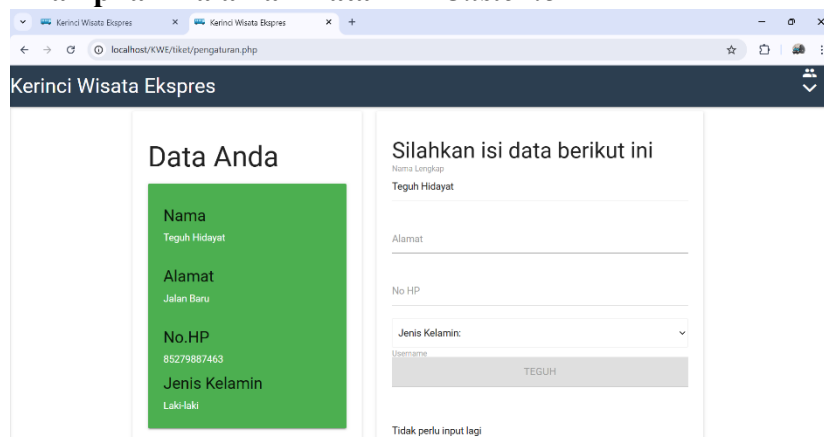 Kerinci Wisata Ekspres
Kerinci Wisata Ekspres
localhost/KWE/tiket/pengaturan.php
Kerinci Wisata Ekspres
Data Anda
Nama
Teguh Hidayat
Alamat
Jalan Baru
No.HP
85279887463
Jenis Kelamin
Laki-laki
Silahkan isi data berikut ini
Nama Lengkap
Teguh Hidayat
Alamat
No HP
Jenis Kelamin:
Username
TEGUH
Tidak perlu input lagi